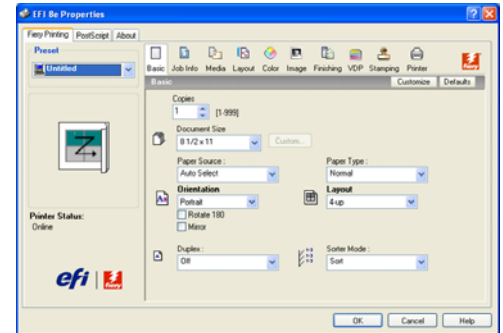 EFI Be Properties
Fiery Printing PostScript About
Preset
Untitled
Basic Job Info Media Layout Color Image Finishing VDP Stamping Printer
Fiery
Basic Customize Defaults
Copies
1 [1-999]
Document Size
8 1/2 x 11 Custom...
Paper Source : Paper Type :
Auto Select Normal
Orientation Layout
Portrait 4-up
Rotate 180
Mirror
Printer Status:
Online
Duplex : Sorter Mode :
Off Sort
efi Fiery
OK Cancel Help